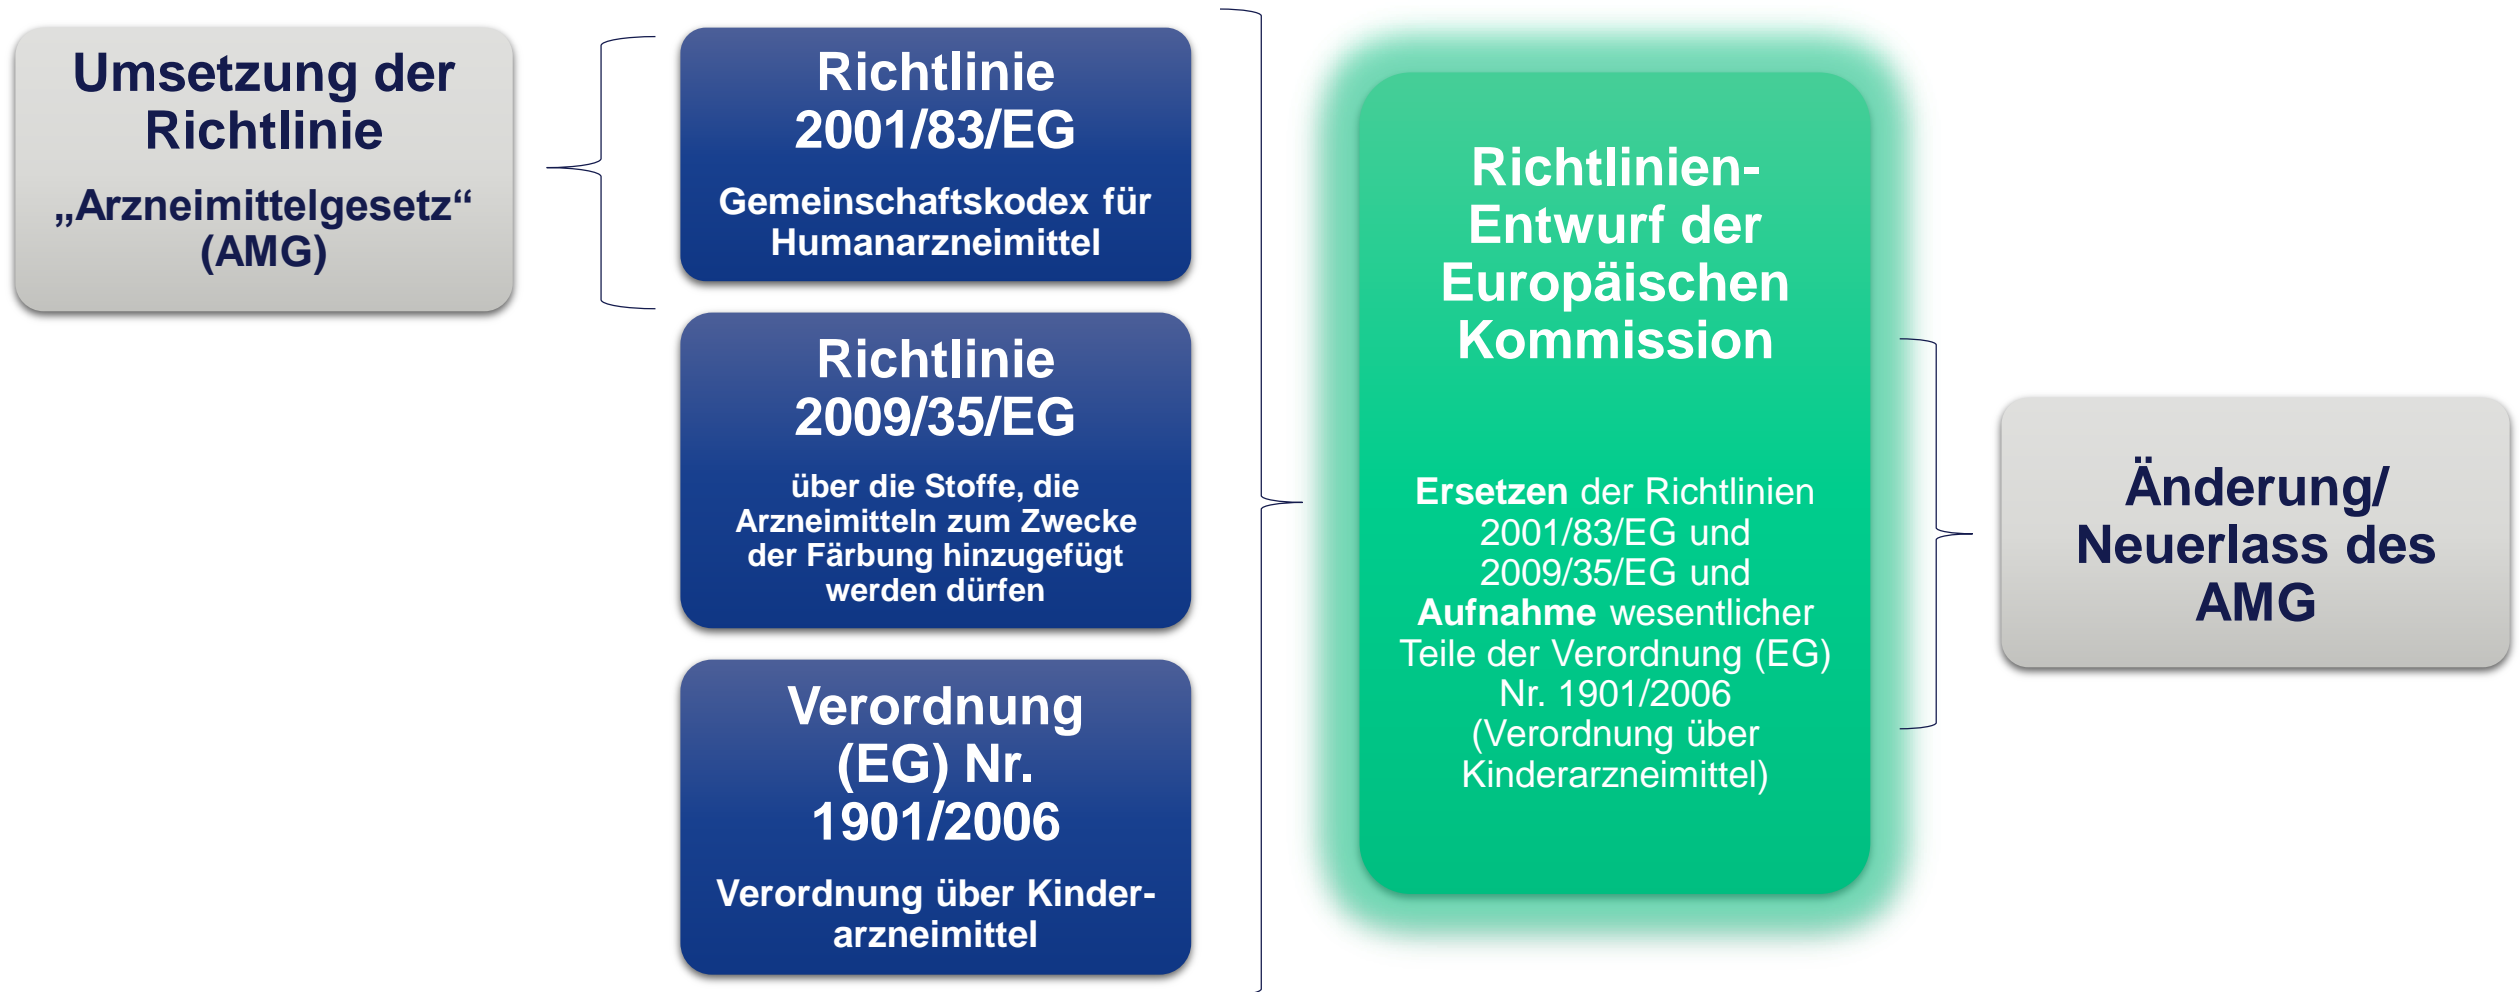 Umsetzung der
Richtlinie
„Arzneimittelgesetz“
(AMG)
Richtlinie
2001/83/EG
Gemeinschaftskodex für
Humanarzneimittel
Richtlinie
2009/35/EG
über die Stoffe, die
Arzneimitteln zum Zwecke
der Färbung hinzugefügt
werden dürfen
Verordnung
(EG) Nr.
1901/2006
Verordnung über Kinder-
arzneimittel
Richtlinien-
Entwurf der
Europäischen
Kommission
Ersetzen der Richtlinien
2001/83/EG und
2009/35/EG und
Aufnahme wesentlicher
Teile der Verordnung (EG)
Nr. 1901/2006
(Verordnung über
Kinderarzneimittel)
Änderung/
Neuerlass des
AMG